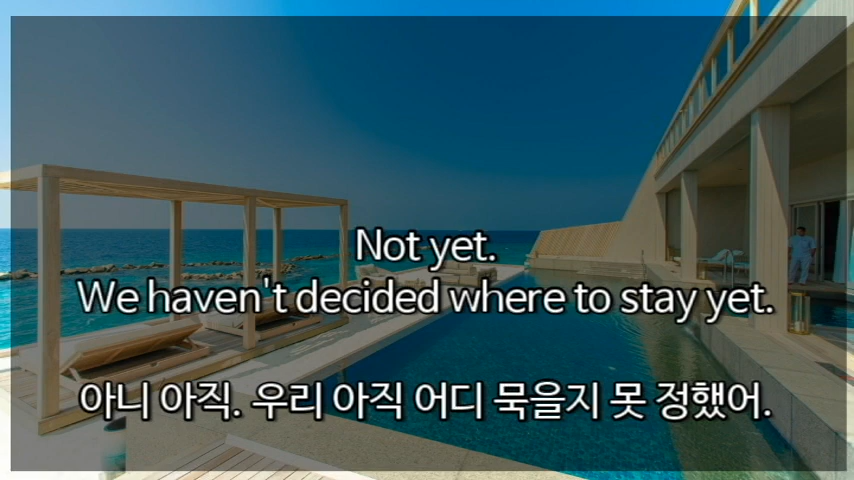 Not yet.
We haven't decided where to stay yet.
아니 아직. 우리 아직 어디 묵을지 못 정했어.